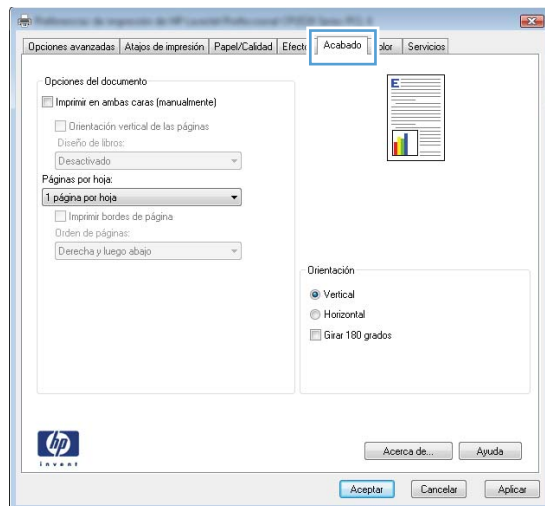 Opciones avanzadas Atajos de impresión Papel/Calidad Acabado Servicios
Opciones del documento
Imprimir en ambas caras (manualmente)
Orientación vertical de las páginas
Diseño de libros:
Desactivado
Páginas por hoja:
1 página por hoja
Imprimir bordes de página
Orden de páginas:
Derecha y luego abajo
E
Orientación
Vertical
Horizontal
Girar 180 grados
hp
invent
Acerca de... Ayuda
Aceptar Cancelar Aplicar